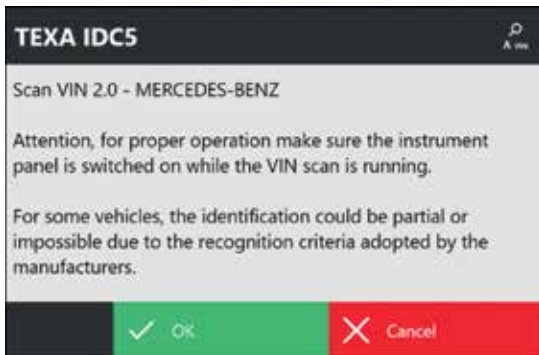 TEXA IDC5
Scan VIN 2.0 - MERCEDES-BENZ
Attention, for proper operation make sure the instrument
panel is switched on while the VIN scan is running.
For some vehicles, the identification could be partial or
impossible due to the recognition criteria adopted by the
manufacturers.
OK
Cancel